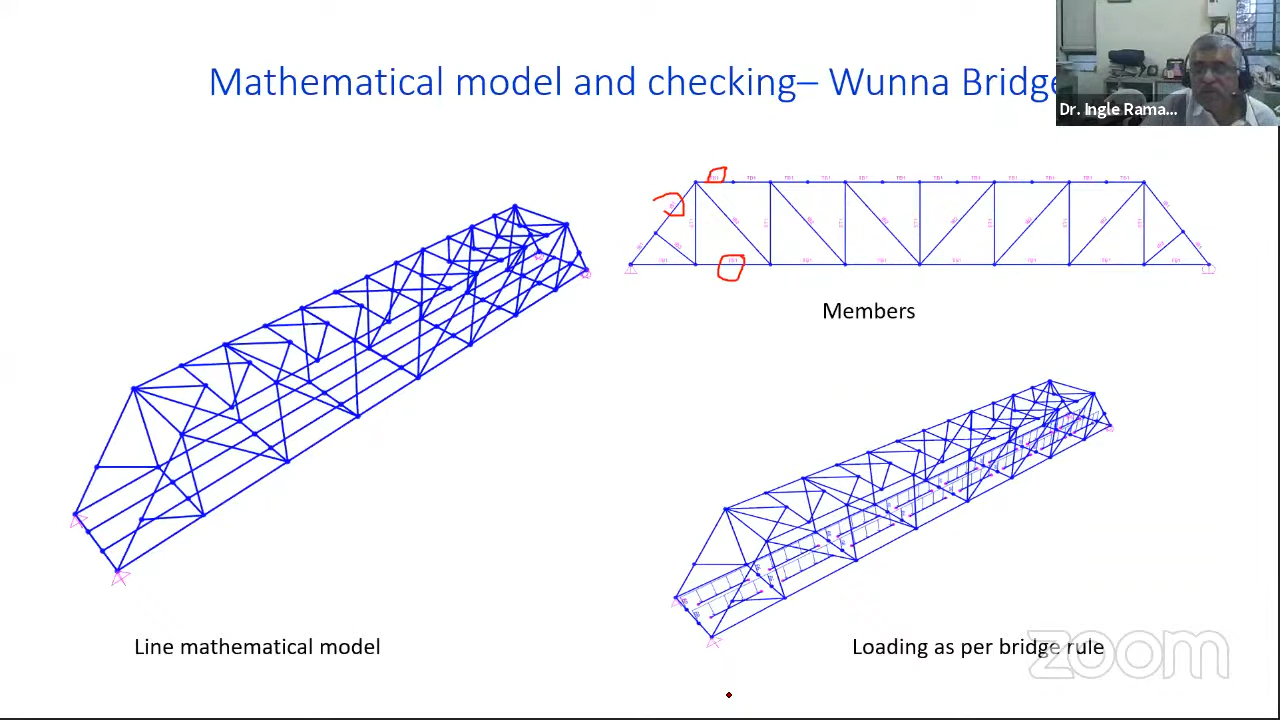 Mathematical model and checking– Wunna Bridge
Dr. Ingle Rama...
Members
Line mathematical model
Loading as per bridge rule
zoom